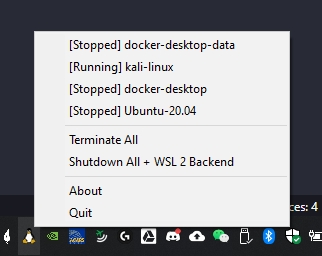 [Stopped] docker-desktop-data
[Running] kali-linux
[Stopped] docker-desktop
[Stopped] Ubuntu-20.04
Terminate All
Shutdown All + WSL 2 Backend
About
Quit
ces: 4